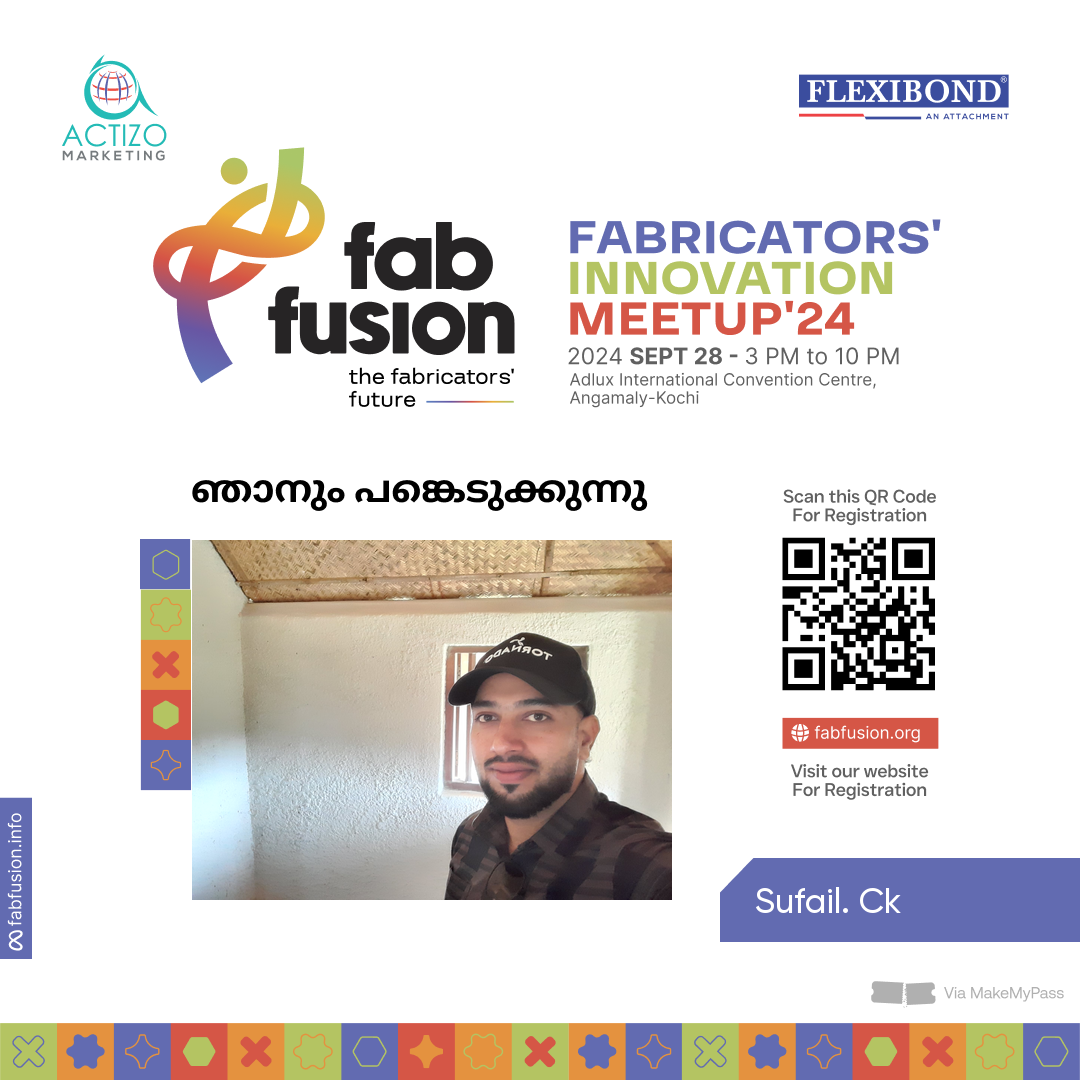 ACTIZO
MARKETING
FLEXIBOND®
AN ATTACHMENT
fab
fusion
the fabricators'
future
FABRICATORS'
INNOVATION
MEETUP'24
2024 SEPT 28 - 3 PM to 10 PM
Adlux International Convention Centre,
Angamaly-Kochi
ഞാനും പങ്കെടുക്കുന്നു
TORNADO
Scan this QR Code
For Registration
fabfusion.org
Visit our website
For Registration
fabfusion.info
Sufail. Ck
Via MakeMyPass